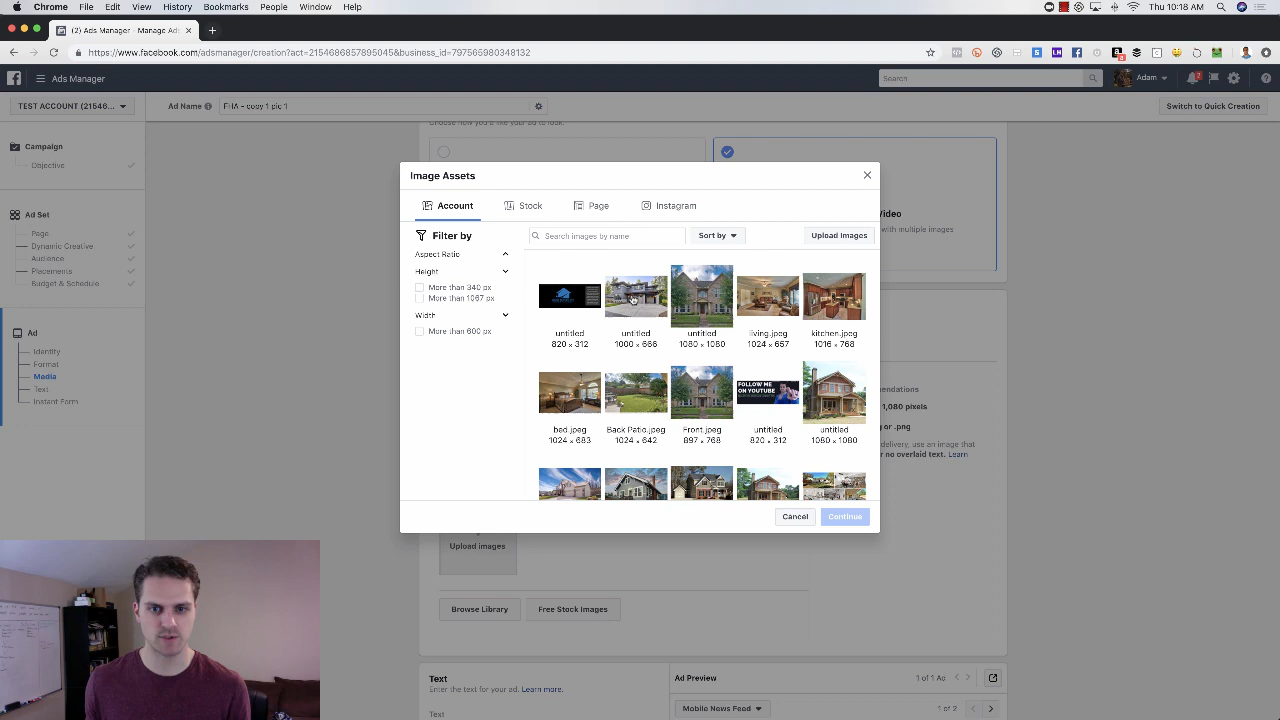 Chrome File Edit View History Bookmarks People Window Help
Thu 10:18 AM
(2) Ads Manager - Manage Ads
https://www.facebook.com/adsmanager/creation?act=2154686857895045&business_id=797565980348132
Ads Manager
Search
Adam
2
TEST ACCOUNT (21546...
Ad Name
FHA - copy 1 pic 1
Switch to Quick Creation
Choose how you'd like your ad to look.
Campaign
Objective
Ad Set
Page
Dynamic Creative
Audience
Placements
Budget & Schedule
Ad
Identity
Format
Media
Text
Instant Form
Image Assets
Account
Stock
Page
Instagram
Filter by
Search images by name
Sort by
Upload Images
Aspect Ratio
Height
More than 340 px
More than 1067 px
Width
More than 600 px
untitled
820 × 312
untitled
1000 × 666
untitled
1080 × 1080
living.jpeg
1024 × 657
kitchen.jpeg
1016 × 768
FOLLOW ME
ON YOUTUBE
bed.jpeg
1024 × 683
Back Patio.jpeg
1024 × 642
Front.jpeg
897 × 768
untitled
820 × 312
untitled
1080 × 1080
Cancel
Continue
Video
with multiple images
endations
1,080 pixels
g or .png
delivery, use an image that
r no overlaid text. Learn
Upload images
Browse Library
Free Stock Images
Text
Enter the text for your ad. Learn more.
Text
Ad Preview
1 of 1 Ad
Mobile News Feed
1 of 2